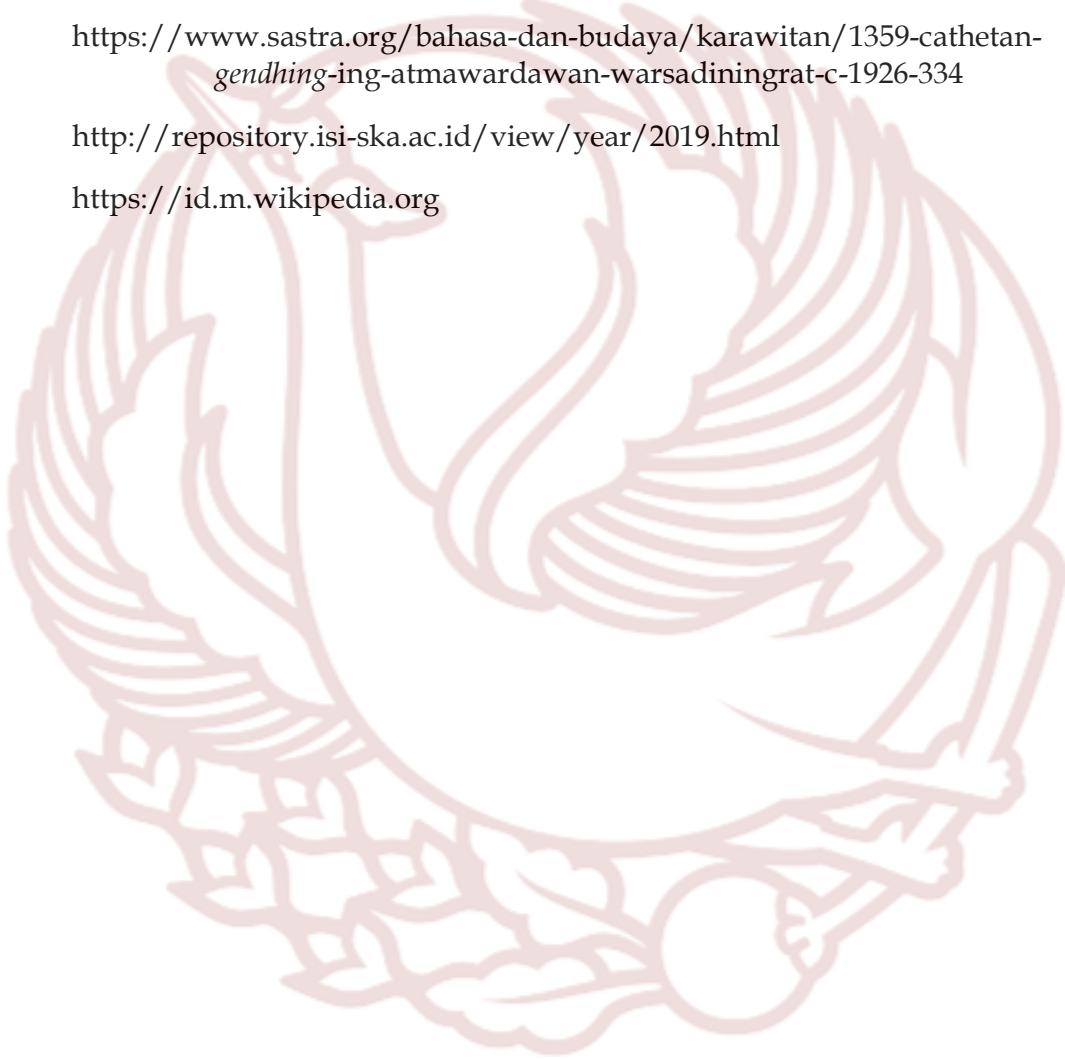 https://www.sastra.org/bahasa-dan-budaya/karawitan/1359-cathetan-
gendhing-ing-atmawardawan-warsadiningrat-c-1926-334
http://repository.isi-ska.ac.id/view/year/2019.html
https://id.m.wikipedia.org